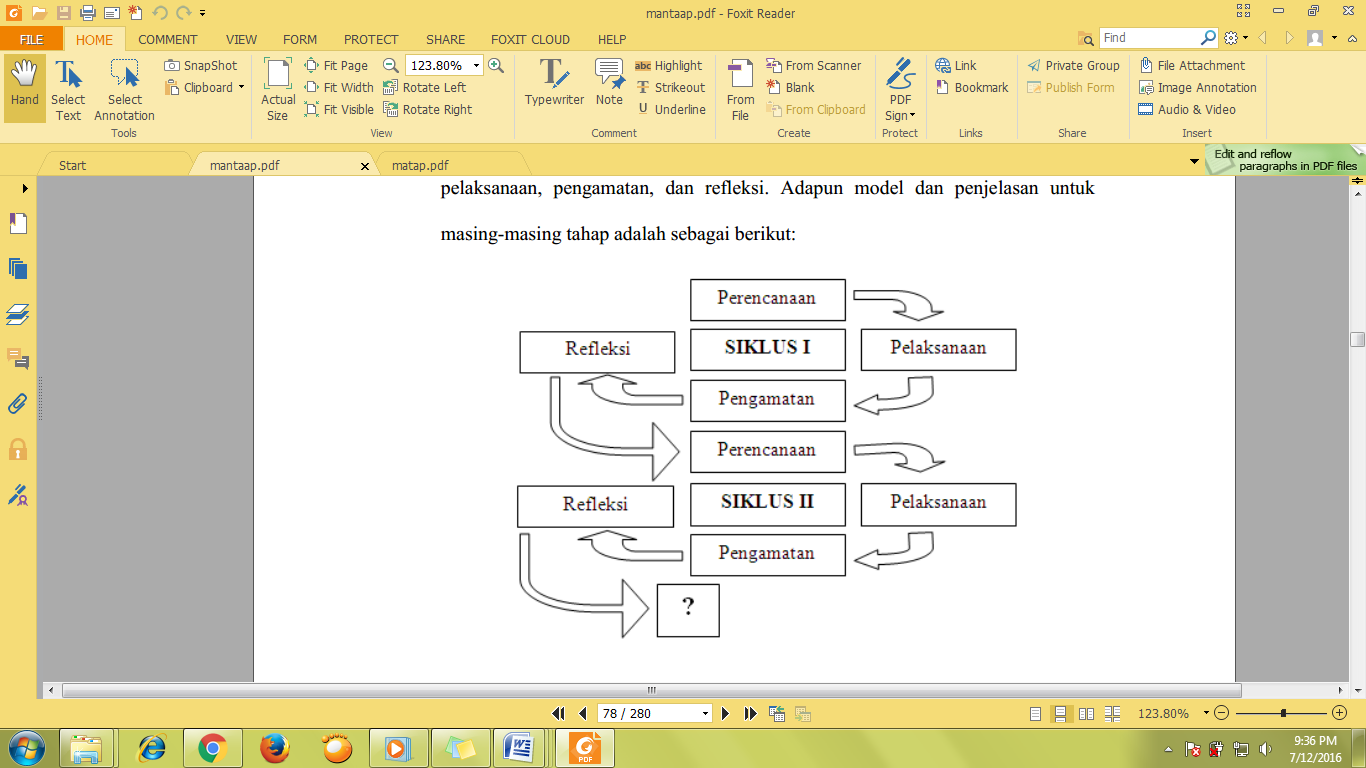 mantaap.pdf - Foxit Reader
FILE HOME COMMENT VIEW FORM PROTECT SHARE FOXIT CLOUD HELP
Find
Hand
Select Text
Select Annotation
SnapShot
Clipboard
Tools
Actual Size
Fit Page
Fit Width
Fit Visible
123.80%
Rotate Left
Rotate Right
View
Typewriter
Note
abc Highlight
Strikeout
U Underline
Comment
From File
From Scanner
Blank
From Clipboard
Create
PDF Sign
Protect
Link
Bookmark
Links
Private Group
Publish Form
Share
File Attachment
Image Annotation
Audio & Video
Insert
Start mantaap.pdf matap.pdf
Edit and reflow
paragraphs in PDF files
pelaksanaan, pengamatan, dan refleksi. Adapun model dan penjelasan untuk
masing-masing tahap adalah sebagai berikut:
Perencanaan
Refleksi SIKLUS I Pelaksanaan
Pengamatan
Perencanaan
Refleksi SIKLUS II Pelaksanaan
Pengamatan
?
78 / 280 123.80%
9:36 PM
7/12/2016